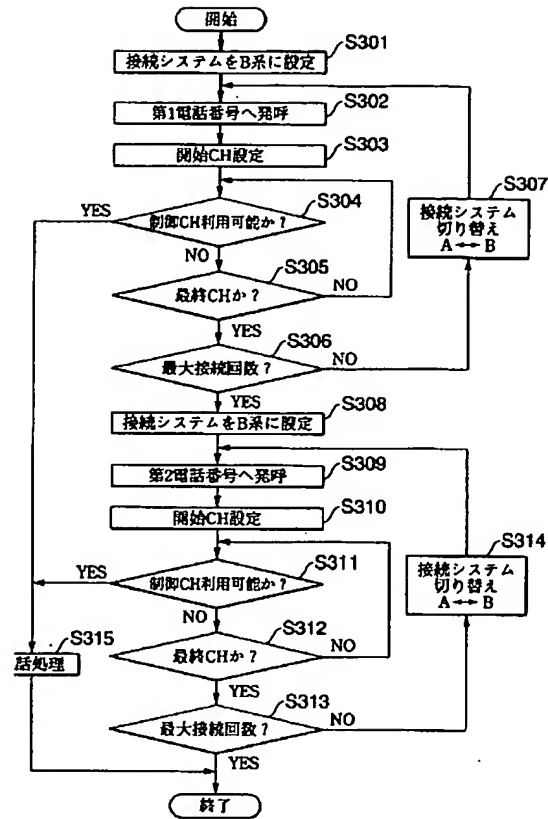 開始
S301
接続システムをB系に設定
S302
第1電話番号へ発呼
S303
開始CH設定
S304
YES
制御CH利用可能か?
NO
S305
最終CHか?
NO
YES
S306
最大接続回数?
NO
YES
S307
接続システム
切り替え
A↔B
S308
接続システムをB系に設定
S309
第2電話番号へ発呼
S310
開始CH設定
S311
YES
制御CH利用可能か?
NO
S312
最終CHか?
NO
YES
S313
最大接続回数?
NO
YES
S314
接続システム
切り替え
A↔B
S315
話処理
終了